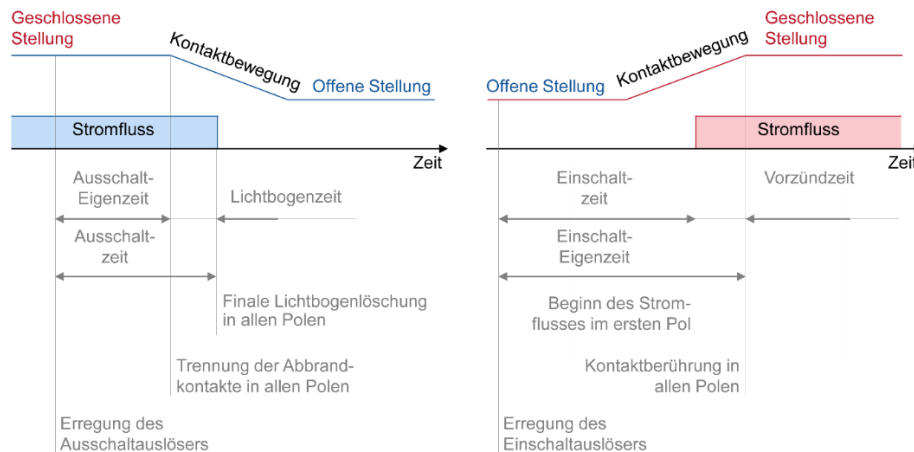 Geschlossene
Stellung
Kontaktbewegung
Offene Stellung
Stromfluss
Zeit
Ausschalt-
Eigenzeit
Lichtbogenzeit
Ausschalt-
zeit
Finale Lichtbogenlöschung
in allen Polen
Trennung der Abbrand-
kontakte in allen Polen
Erregung des
Ausschaltauslösers
Geschlossene
Stellung
Kontaktbewegung
Offene Stellung
Stromfluss
Zeit
Einschalt-
zeit
Vorzündzeit
Einschalt-
Eigenzeit
Beginn des Strom-
flusses im ersten Pol
Kontaktberührung in
allen Polen
Erregung des
Einschaltauslösers